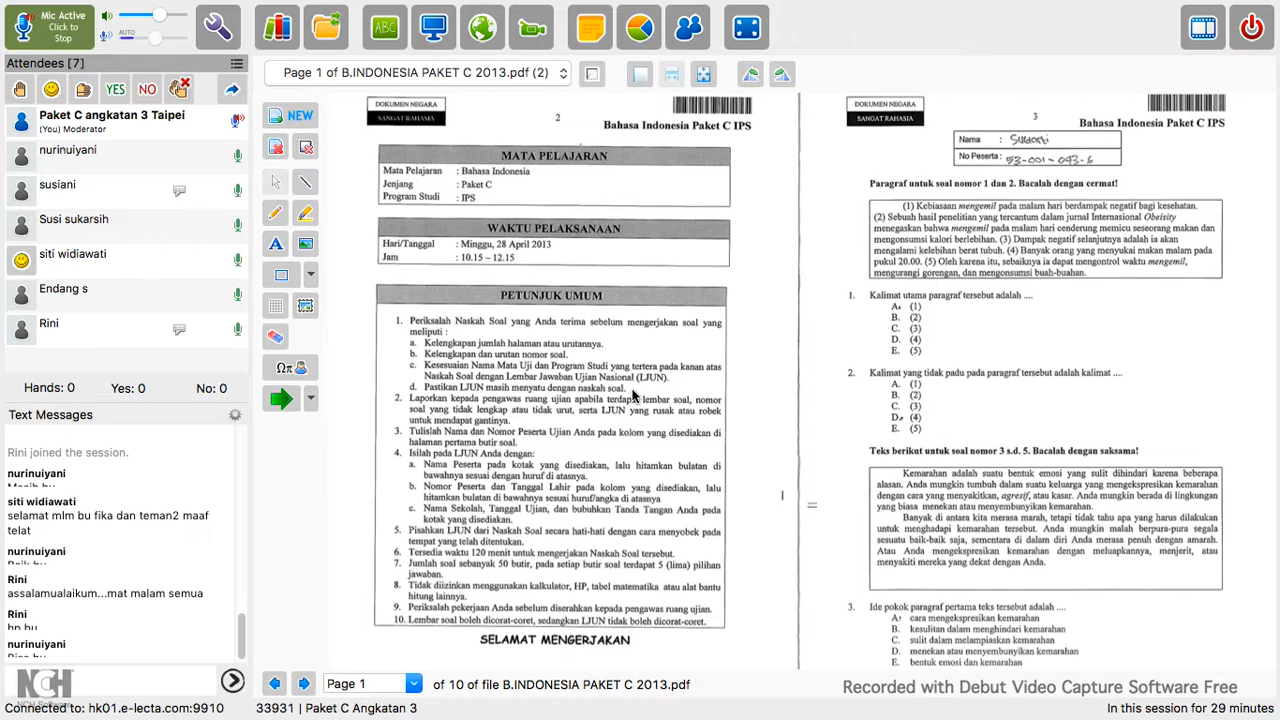 Mic Active
Click to
Stop
AUTO
ABC
Attendees [7]
YES
NO
Paket C angkatan 3 Taipei
(You) Moderator
nurinuiyani
susiani
Susi sukarsih
siti widiawati
Endang s
Rini
Hands: 0
Yes: 0
No: 0
Text Messages
Rini joined the session.
nurinuiyani
siti widiawati
selamat mlm bu fika dan teman2 maaf
telat
nurinuiyani
Rini
assalamualaikum...mat malam semua
Rini
nurinuiyani
NCH
Connected to: hk01.e-lecta.com:9910
Page 1 of B.INDONESIA PAKET C 2013.pdf (2)
NEW
Ωπ
DOKUMEN NEGARA
SANGAT RAHASIA
2
Bahasa Indonesia Paket C IPS
MATA PELAJARAN
Mata Pelajaran : Bahasa Indonesia
Jenjang : Paket C
Program Studi : IPS
WAKTU PELAKSANAAN
Hari/Tanggal : Minggu, 28 April 2013
Jam : 10.15 – 12.15
PETUNJUK UMUM
1. Periksalah Naskah Soal yang Anda terima sebelum mengerjakan soal yang
meliputi :
a. Kelengkapan jumlah halaman atau urutannya.
b. Kelengkapan dan urutan nomor soal.
c. Kesesuaian Nama Mata Uji dan Program Studi yang tertera pada kanan atas
Naskah Soal dengan Lembar Jawaban Ujian Nasional (LJUN).
d. Pastikan LJUN masih menyatu dengan naskah soal.
2. Laporkan kepada pengawas ruang ujian apabila terdapat lembar soal, nomor
soal yang tidak lengkap atau tidak urut, serta LJUN yang rusak atau robek
untuk mendapat gantinya.
3. Tulislah Nama dan Nomor Peserta Ujian Anda pada kolom yang disediakan di
halaman pertama butir soal.
4. Isilah pada LJUN Anda dengan:
a. Nama Peserta pada kotak yang disediakan, lalu hitamkan bulatan di
bawahnya sesuai dengan huruf di atasnya.
b. Nomor Peserta dan Tanggal Lahir pada kolom yang disediakan, lalu
hitamkan bulatan di bawahnya sesuai huruf/angka di atasnya
c. Nama Sekolah, Tanggal Ujian, dan bubuhkan Tanda Tangan Anda pada
kotak yang disediakan.
5. Pisahkan LJUN dari Naskah Soal secara hati-hati dengan cara menyobek pada
tempat yang telah ditentukan.
6. Tersedia waktu 120 menit untuk mengerjakan Naskah Soal tersebut.
7. Jumlah soal sebanyak 50 butir, pada setiap butir soal terdapat 5 (lima) pilihan
jawaban.
8. Tidak diizinkan menggunakan kalkulator, HP, tabel matematika atau alat bantu
hitung lainnya.
9. Periksalah pekerjaan Anda sebelum diserahkan kepada pengawas ruang ujian.
10. Lembar soal boleh dicorat-coret, sedangkan LJUN tidak boleh dicorat-coret.
SELAMAT MENGERJAKAN
DOKUMEN NEGARA
SANGAT RAHASIA
3
Bahasa Indonesia Paket C IPS
Nama :
No Peserta : 53-001-043-6
Paragraf untuk soal nomor 1 dan 2. Bacalah dengan cermat!
(1) Kebiasaan mengemil pada malam hari berdampak negatif bagi kesehatan.
(2) Sebuah hasil penelitian yang tercantum dalam jurnal Internasional Obeisity
menegaskan bahwa mengemil pada malam hari cenderung memicu seseorang makan dan
mengonsumsi kalori berlebihan. (3) Dampak negatif selanjutnya adalah ia akan
mengalami kelebihan berat tubuh. (4) Banyak orang yang menyukai makan malam pada
pukul 20.00. (5) Oleh karena itu, sebaiknya ia dapat mengontrol waktu mengemil,
mengurangi gorengan, dan mengonsumsi buah-buahan.
1. Kalimat utama paragraf tersebut adalah ....
A. (1)
B. (2)
C. (3)
D. (4)
E. (5)
2. Kalimat yang tidak padu pada paragraf tersebut adalah kalimat ....
A. (1)
B. (2)
C. (3)
D. (4)
E. (5)
Teks berikut untuk soal nomor 3 s.d. 5. Bacalah dengan saksama!
Kemarahan adalah suatu bentuk emosi yang sulit dihindari karena beberapa
alasan. Anda mungkin tumbuh dalam suatu keluarga yang mengekspresikan kemarahan
dengan cara yang menyakitkan, agresif, atau kasar. Anda mungkin berada di lingkungan
yang biasa menekan atau menyembunyikan kemarahan.
Banyak di antara kita merasa marah, tetapi tidak tahu apa yang harus dilakukan
untuk menghadapi kemarahan tersebut. Anda mungkin malah berpura-pura segala
sesuatu baik-baik saja, sementara di dalam diri Anda merasa penuh dengan amarah.
Atau Anda mengekspresikan kemarahan dengan meluapkannya, menjerit, atau
menyakiti mereka yang dekat dengan Anda.
3. Ide pokok paragraf pertama teks tersebut adalah ....
A. cara mengekspresikan kemarahan
B. kesulitan dalam menghindari kemarahan
C. sulit dalam melampiaskan kemarahan
D. menekan atau menyembunyikan kemarahan
E. bentuk emosi dan kemarahan
Page 1
of 10 of file B.INDONESIA PAKET C 2013.pdf
Recorded with Debut Video Capture Software Free
33931 | Paket C Angkatan 3
In this session for 29 minutes